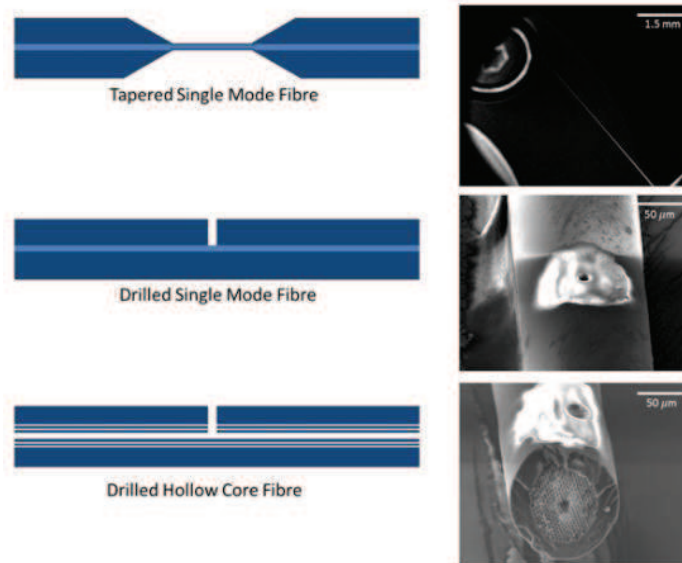 1.5 mm
Tapered Single Mode Fibre
50 µm
Drilled Single Mode Fibre
50 µm
Drilled Hollow Core Fibre